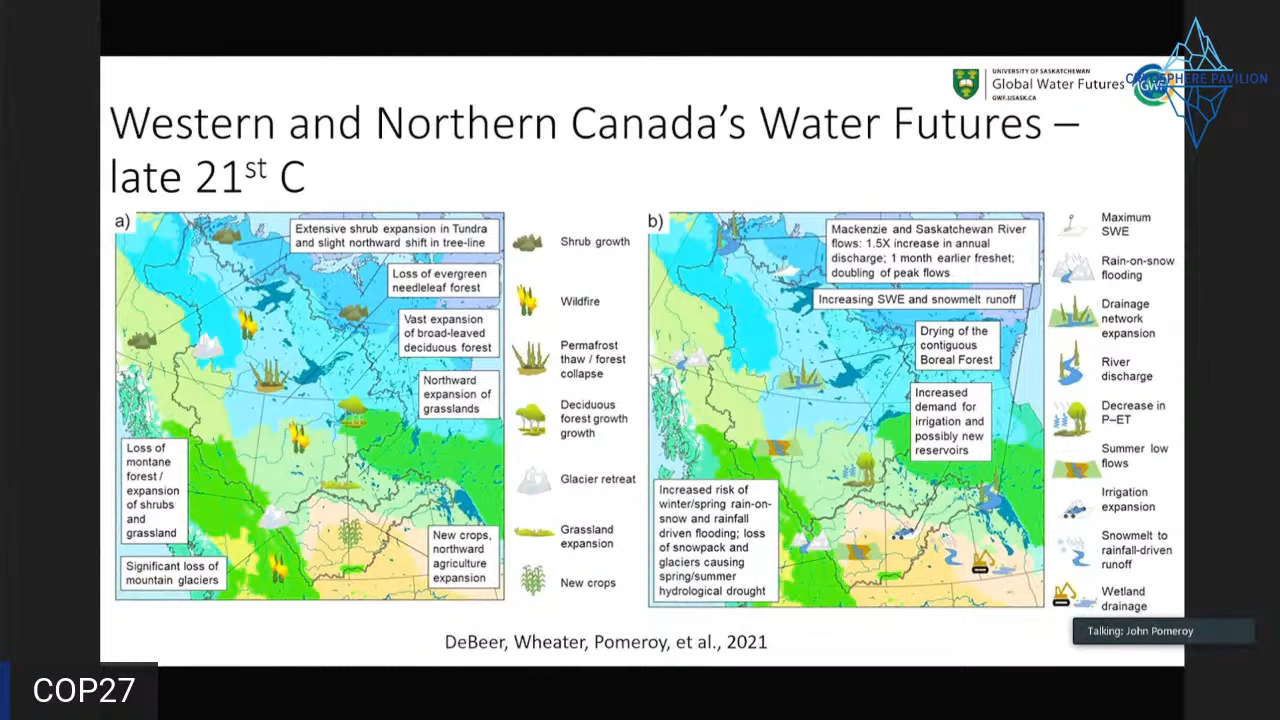 UNIVERSITY OF SASKATCHEWAN
Global Water Futures
GWF.USASK.CA
GWF
CRYOSPHERE PAVILION
Western and Northern Canada's Water Futures –
late 21st C
a)
Extensive shrub expansion in Tundra
and slight northward shift in tree-line
Loss of evergreen
needleleaf forest
Vast expansion
of broad-leaved
deciduous forest
Northward
expansion of
grasslands
Loss of
montane
forest /
expansion
of shrubs
and
grassland
Significant loss of
mountain glaciers
New crops,
northward
agriculture
expansion
Shrub growth
Wildfire
Permafrost
thaw / forest
collapse
Deciduous
forest growth
growth
Glacier retreat
Grassland
expansion
New crops
b)
Mackenzie and Saskatchewan River
flows: 1.5X increase in annual
discharge; 1 month earlier freshet;
doubling of peak flows
Increasing SWE and snowmelt runoff
Drying of the
contiguous
Boreal Forest
Increased
demand for
irrigation and
possibly new
reservoirs
Increased risk of
winter/spring rain-on-
snow and rainfall
driven flooding; loss
of snowpack and
glaciers causing
spring/summer
hydrological drought
Maximum
SWE
Rain-on-snow
flooding
Drainage
network
expansion
River
discharge
Decrease in
P–ET
Summer low
flows
Irrigation
expansion
Snowmelt to
rainfall-driven
runoff
Wetland
drainage
DeBeer, Wheater, Pomeroy, et al., 2021
Talking: John Pomeroy
COP27